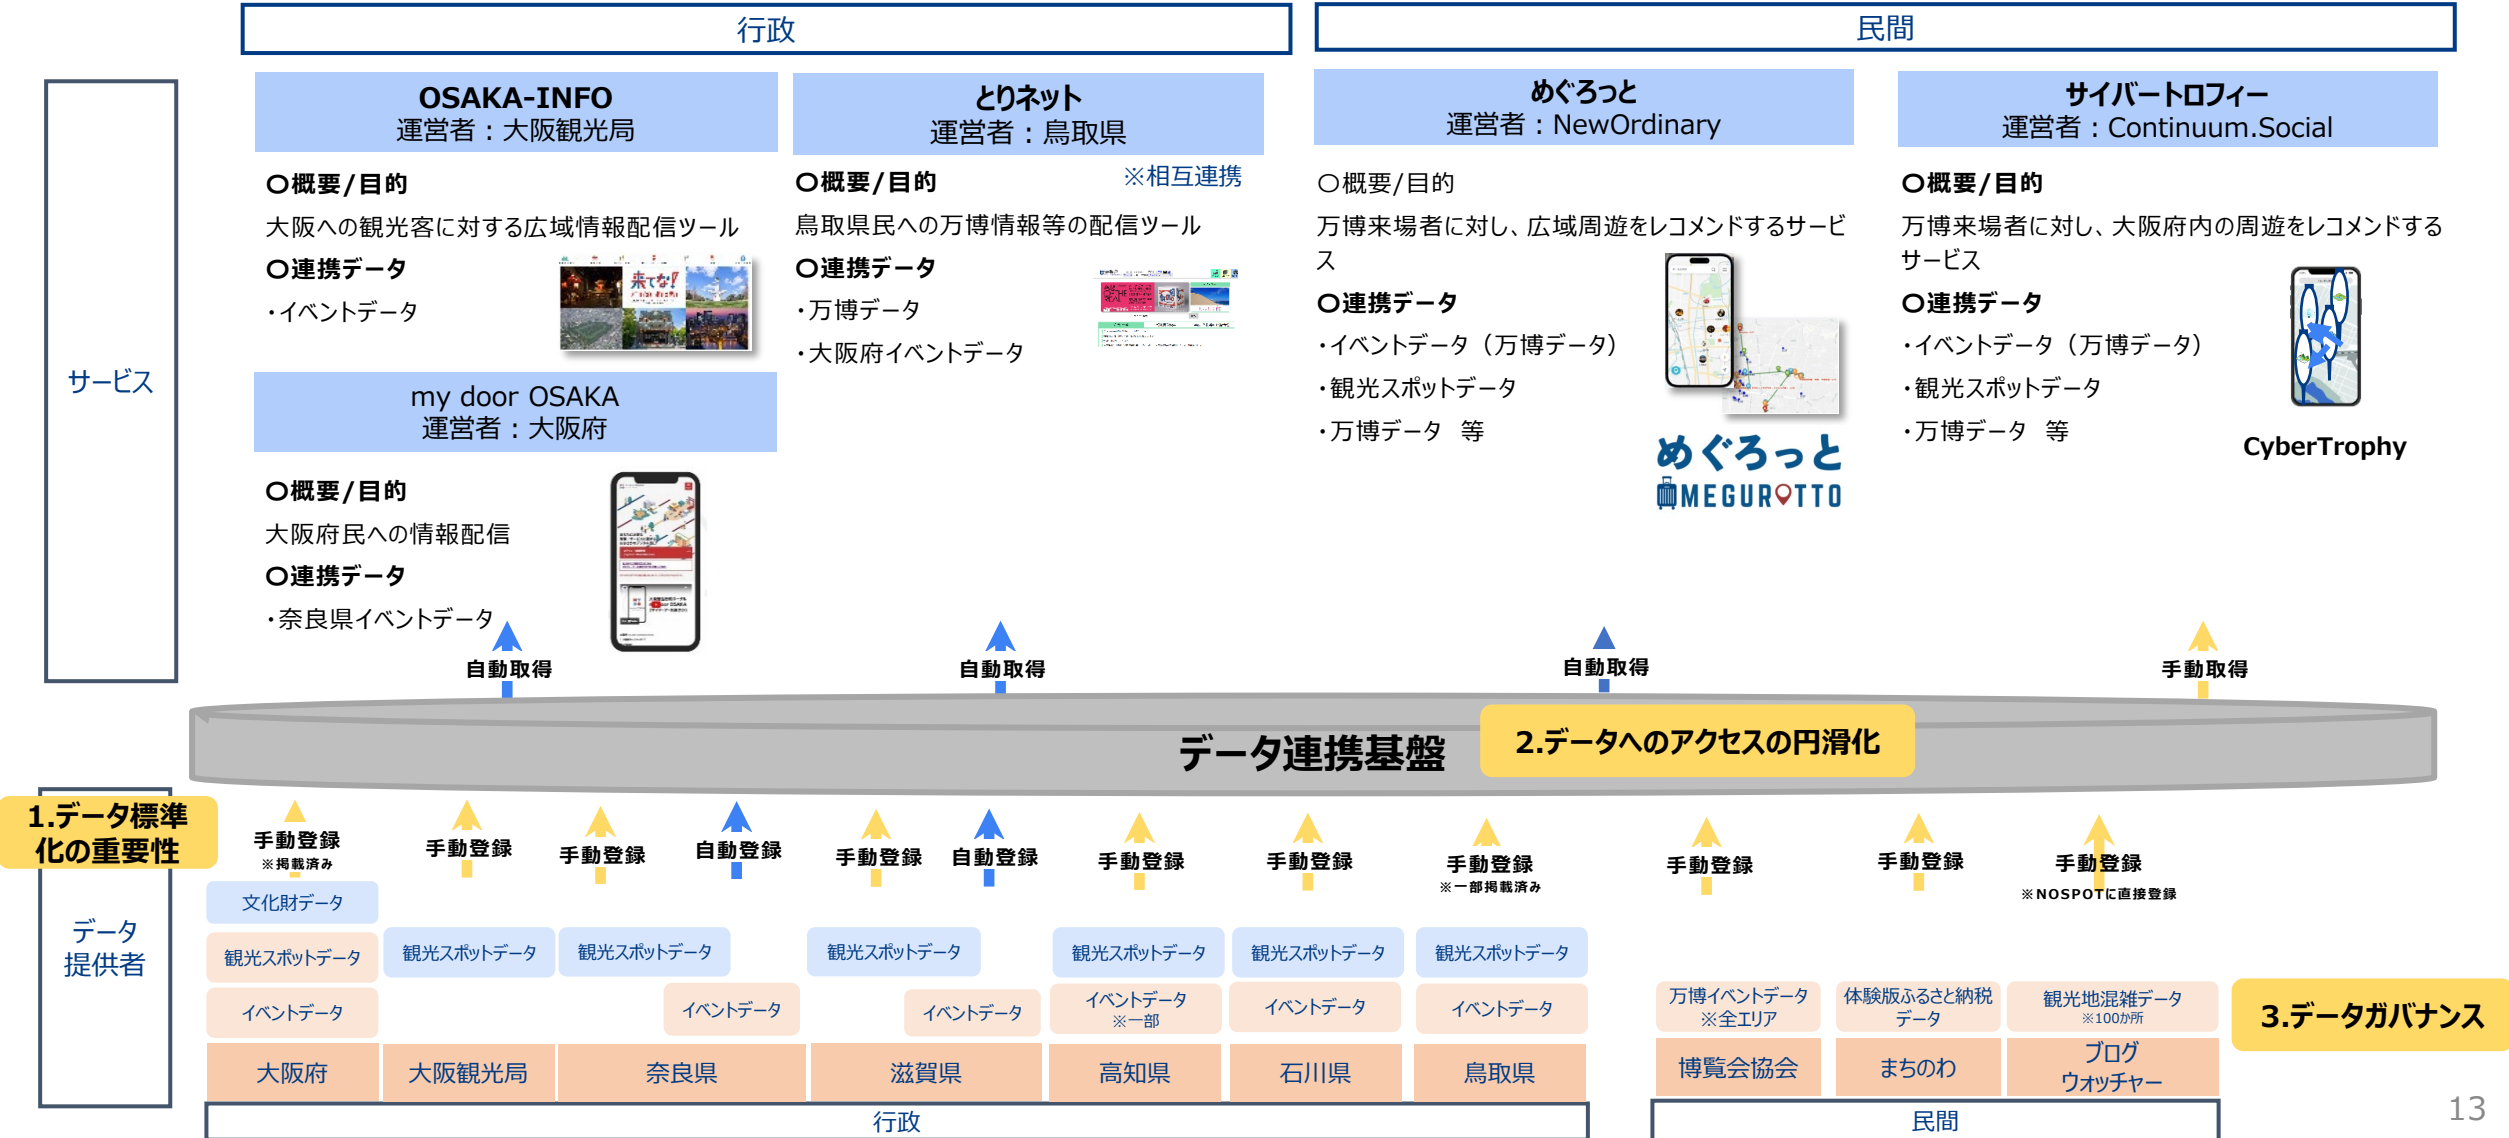 行政
民間
サービス
OSAKA-INFO
運営者：大阪観光局
〇概要/目的
大阪への観光客に対する広域情報配信ツール
〇連携データ
・イベントデータ
来てな!
my door OSAKA
運営者：大阪府
〇概要/目的
大阪府民への情報配信
〇連携データ
・奈良県イベントデータ
とりネット
運営者：鳥取県
※相互連携
〇概要/目的
鳥取県民への万博情報等の配信ツール
〇連携データ
・万博データ
・大阪府イベントデータ
めぐろっと
運営者：NewOrdinary
〇概要/目的
万博来場者に対し、広域周遊をレコメンドするサービ
ス
〇連携データ
・イベントデータ（万博データ）
・観光スポットデータ
・万博データ　等
めぐろっと
MEGUROTTO
サイバートロフィー
運営者：Continuum.Social
〇概要/目的
万博来場者に対し、大阪府内の周遊をレコメンドする
サービス
〇連携データ
・イベントデータ（万博データ）
・観光スポットデータ
・万博データ　等
CyberTrophy
自動取得
自動取得
自動取得
手動取得
データ連携基盤
2.データへのアクセスの円滑化
1.データ標準
化の重要性
データ
提供者
手動登録
※掲載済み
手動登録
手動登録
自動登録
手動登録
自動登録
手動登録
手動登録
手動登録
※一部掲載済み
手動登録
手動登録
手動登録
※NOSPOTに直接登録
文化財データ
観光スポットデータ
観光スポットデータ
観光スポットデータ
観光スポットデータ
観光スポットデータ
観光スポットデータ
観光スポットデータ
イベントデータ
イベントデータ
イベントデータ
イベントデータ
※一部
イベントデータ
イベントデータ
万博イベントデータ
※全エリア
体験版ふるさと納税
データ
観光地混雑データ
※100か所
3.データガバナンス
大阪府
大阪観光局
奈良県
滋賀県
高知県
石川県
鳥取県
博覧会協会
まちのわ
ブログ
ウォッチャー
行政
民間
13